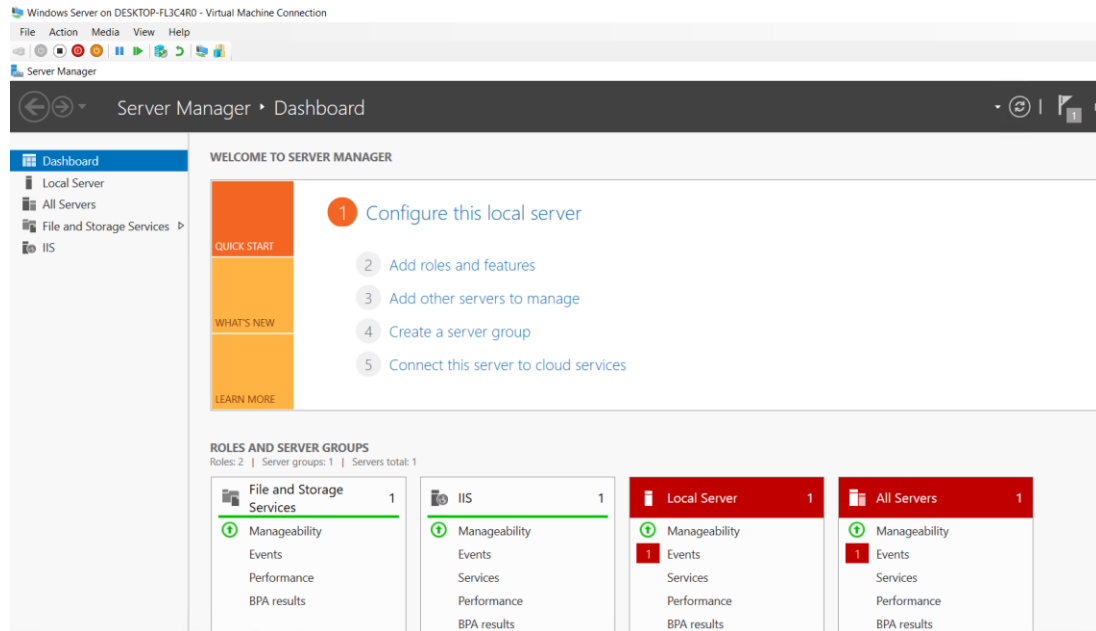 Windows Server on DESKTOP-FL3C4R0 - Virtual Machine Connection
File Action Media View Help
Server Manager
Server Manager ‣ Dashboard
1
Dashboard
Local Server
All Servers
File and Storage Services
IIS
WELCOME TO SERVER MANAGER
QUICK START
WHAT'S NEW
LEARN MORE
1 Configure this local server
2 Add roles and features
3 Add other servers to manage
4 Create a server group
5 Connect this server to cloud services
ROLES AND SERVER GROUPS
Roles: 2 | Server groups: 1 | Servers total: 1
File and Storage
Services 1
Manageability
Events
Performance
BPA results
IIS 1
Manageability
Events
Services
Performance
BPA results
Local Server 1
Manageability
1 Events
Services
Performance
BPA results
All Servers 1
Manageability
1 Events
Services
Performance
BPA results